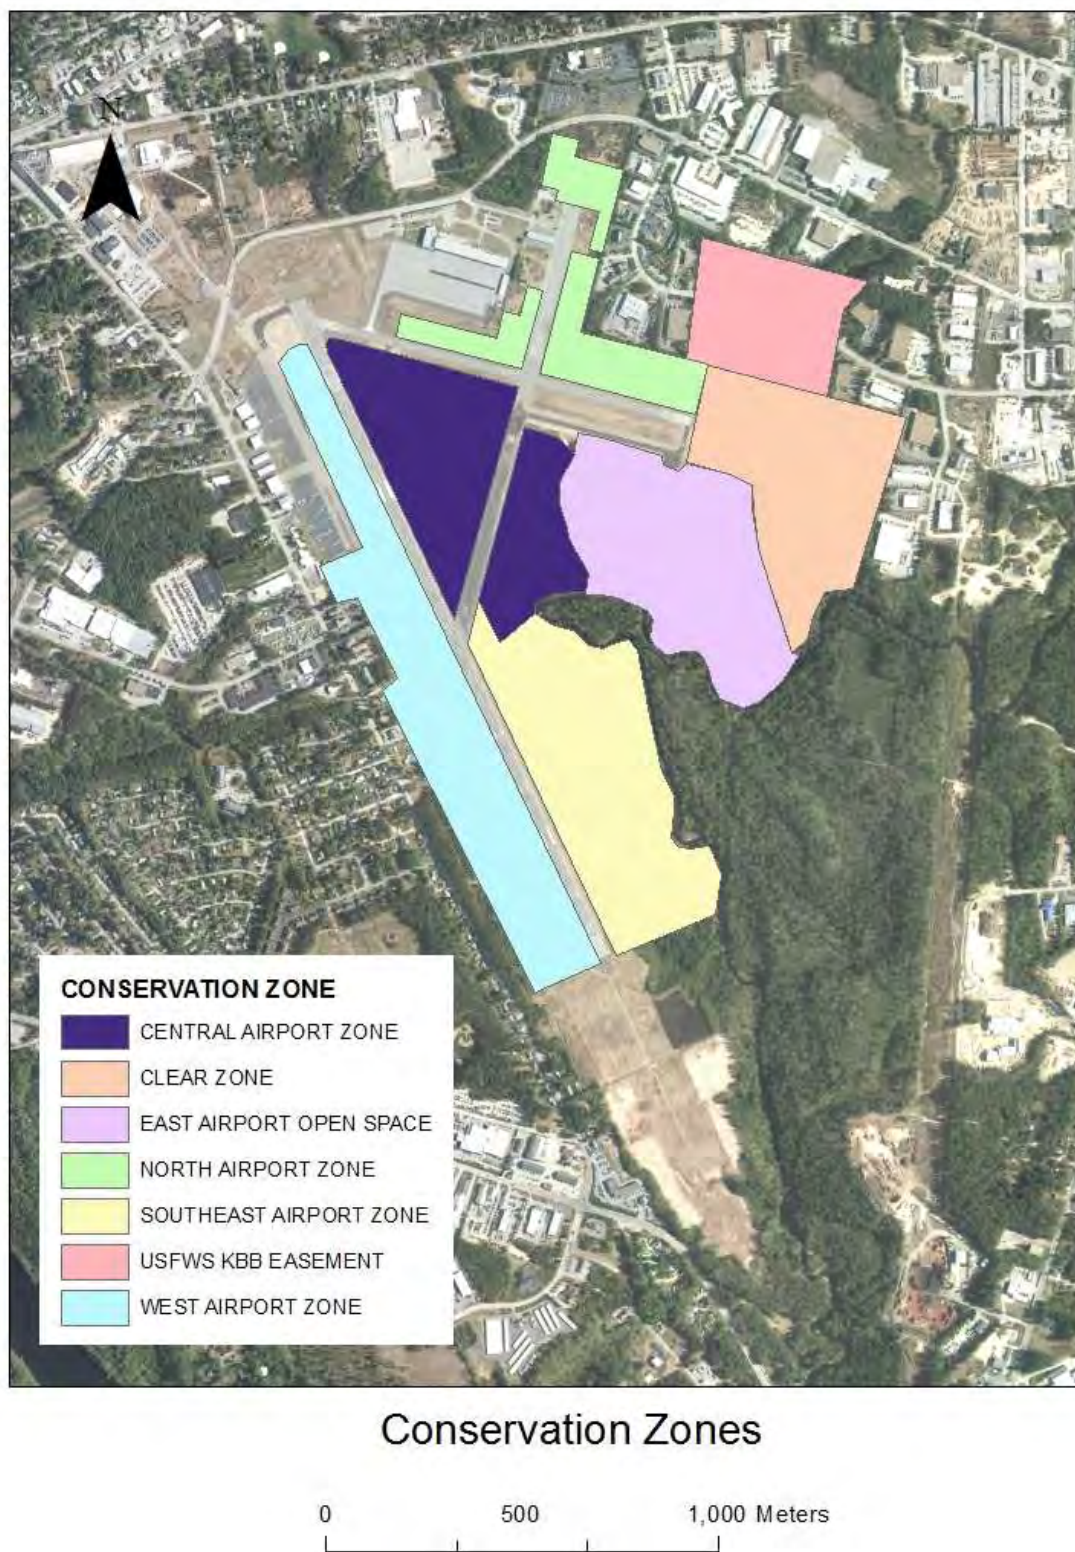 N
CONSERVATION ZONE
CENTRAL AIRPORT ZONE
CLEAR ZONE
EAST AIRPORT OPEN SPACE
NORTH AIRPORT ZONE
SOUTHEAST AIRPORT ZONE
USFWS KBB EASEMENT
WEST AIRPORT ZONE
Conservation Zones
0 500 1,000 Meters